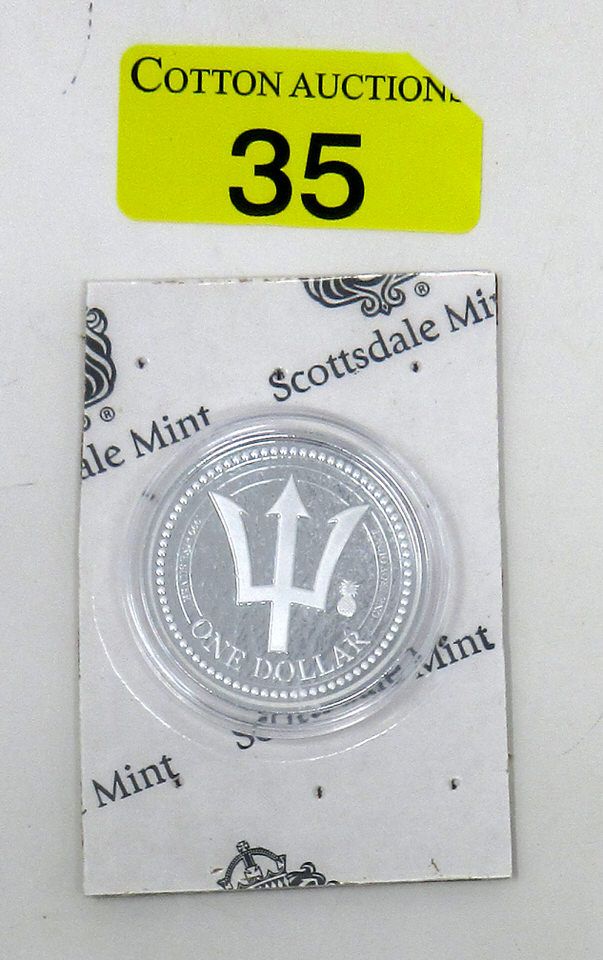 COTTON AUCTIONS
35
®
Scottsdale Mi
®
ale Mint
ONE DOLLAR
Mint
Mint